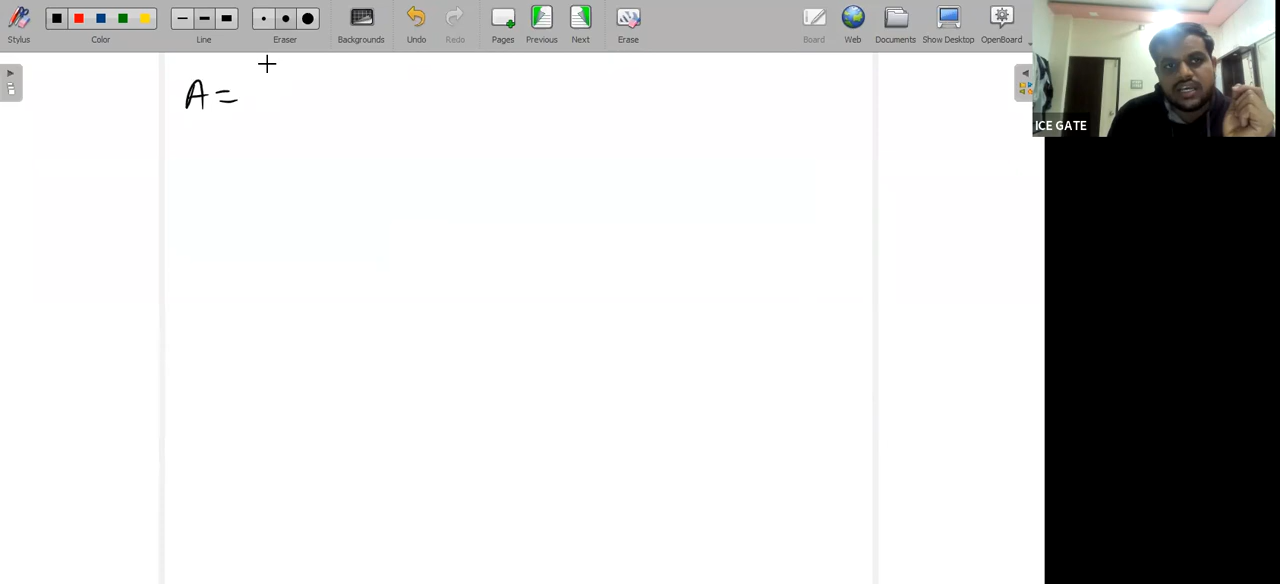 Stylus Color Line Eraser Backgrounds Undo Redo Pages Previous Next Erase Board Web Documents Show Desktop OpenBoard
A =
ICE GATE